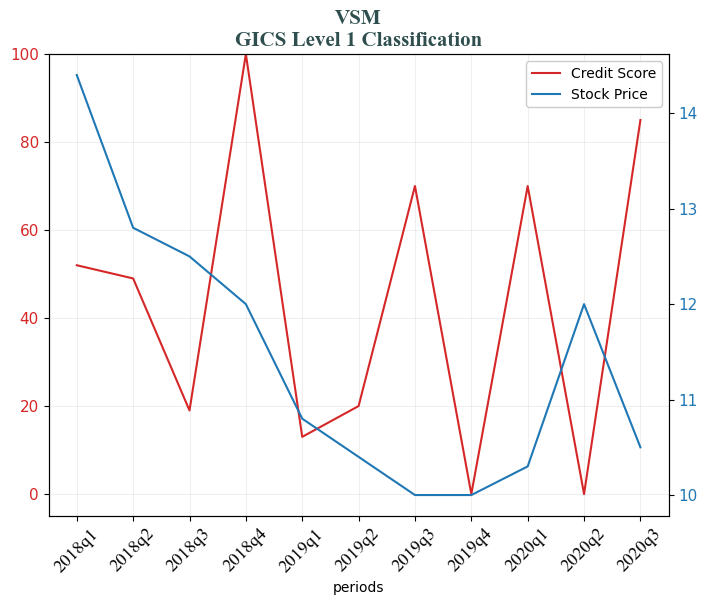 VSM
GICS Level 1 Classification
Credit Score
Stock Price
100
80
60
40
20
0
14
13
12
11
10
2018q1
2018q2
2018q3
2018q4
2019q1
2019q2
2019q3
2019q4
2020q1
2020q2
2020q3
periods